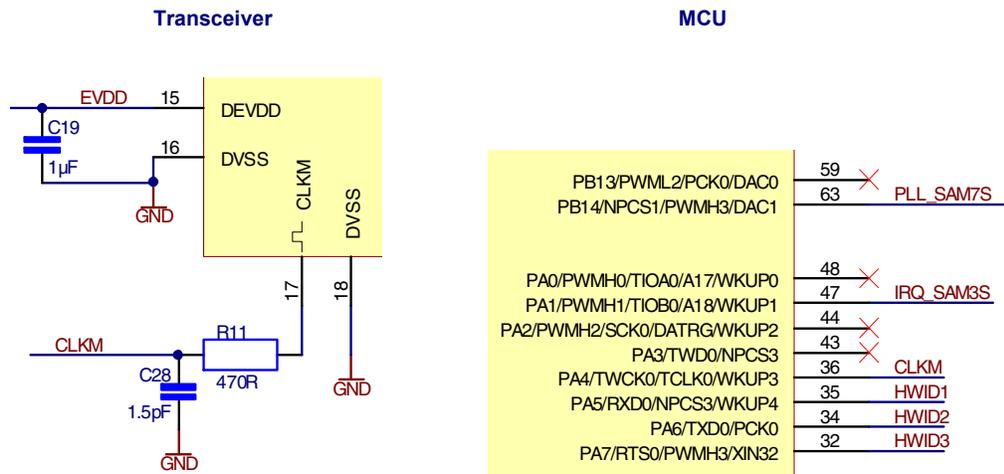 Transceiver
MCU
EVDD
15
DEVDD
C19
1µF
16
DVSS
GND
CLKM
DVSS
17
18
CLKM
R11
470R
C28
1.5pF
GND
GND
PB13/PWML2/PCK0/DAC0
59
PB14/NPCS1/PWMH3/DAC1
63
PLL_SAM7S
PA0/PWMH0/TIOA0/A17/WKUP0
48
PA1/PWMH1/TIOB0/A18/WKUP1
47
IRQ_SAM3S
PA2/PWMH2/SCK0/DATRG/WKUP2
44
PA3/TWD0/NPCS3
43
PA4/TWCK0/TCLK0/WKUP3
36
CLKM
PA5/RXD0/NPCS3/WKUP4
35
HWID1
PA6/TXD0/PCK0
34
HWID2
PA7/RTS0/PWMH3/XIN32
32
HWID3